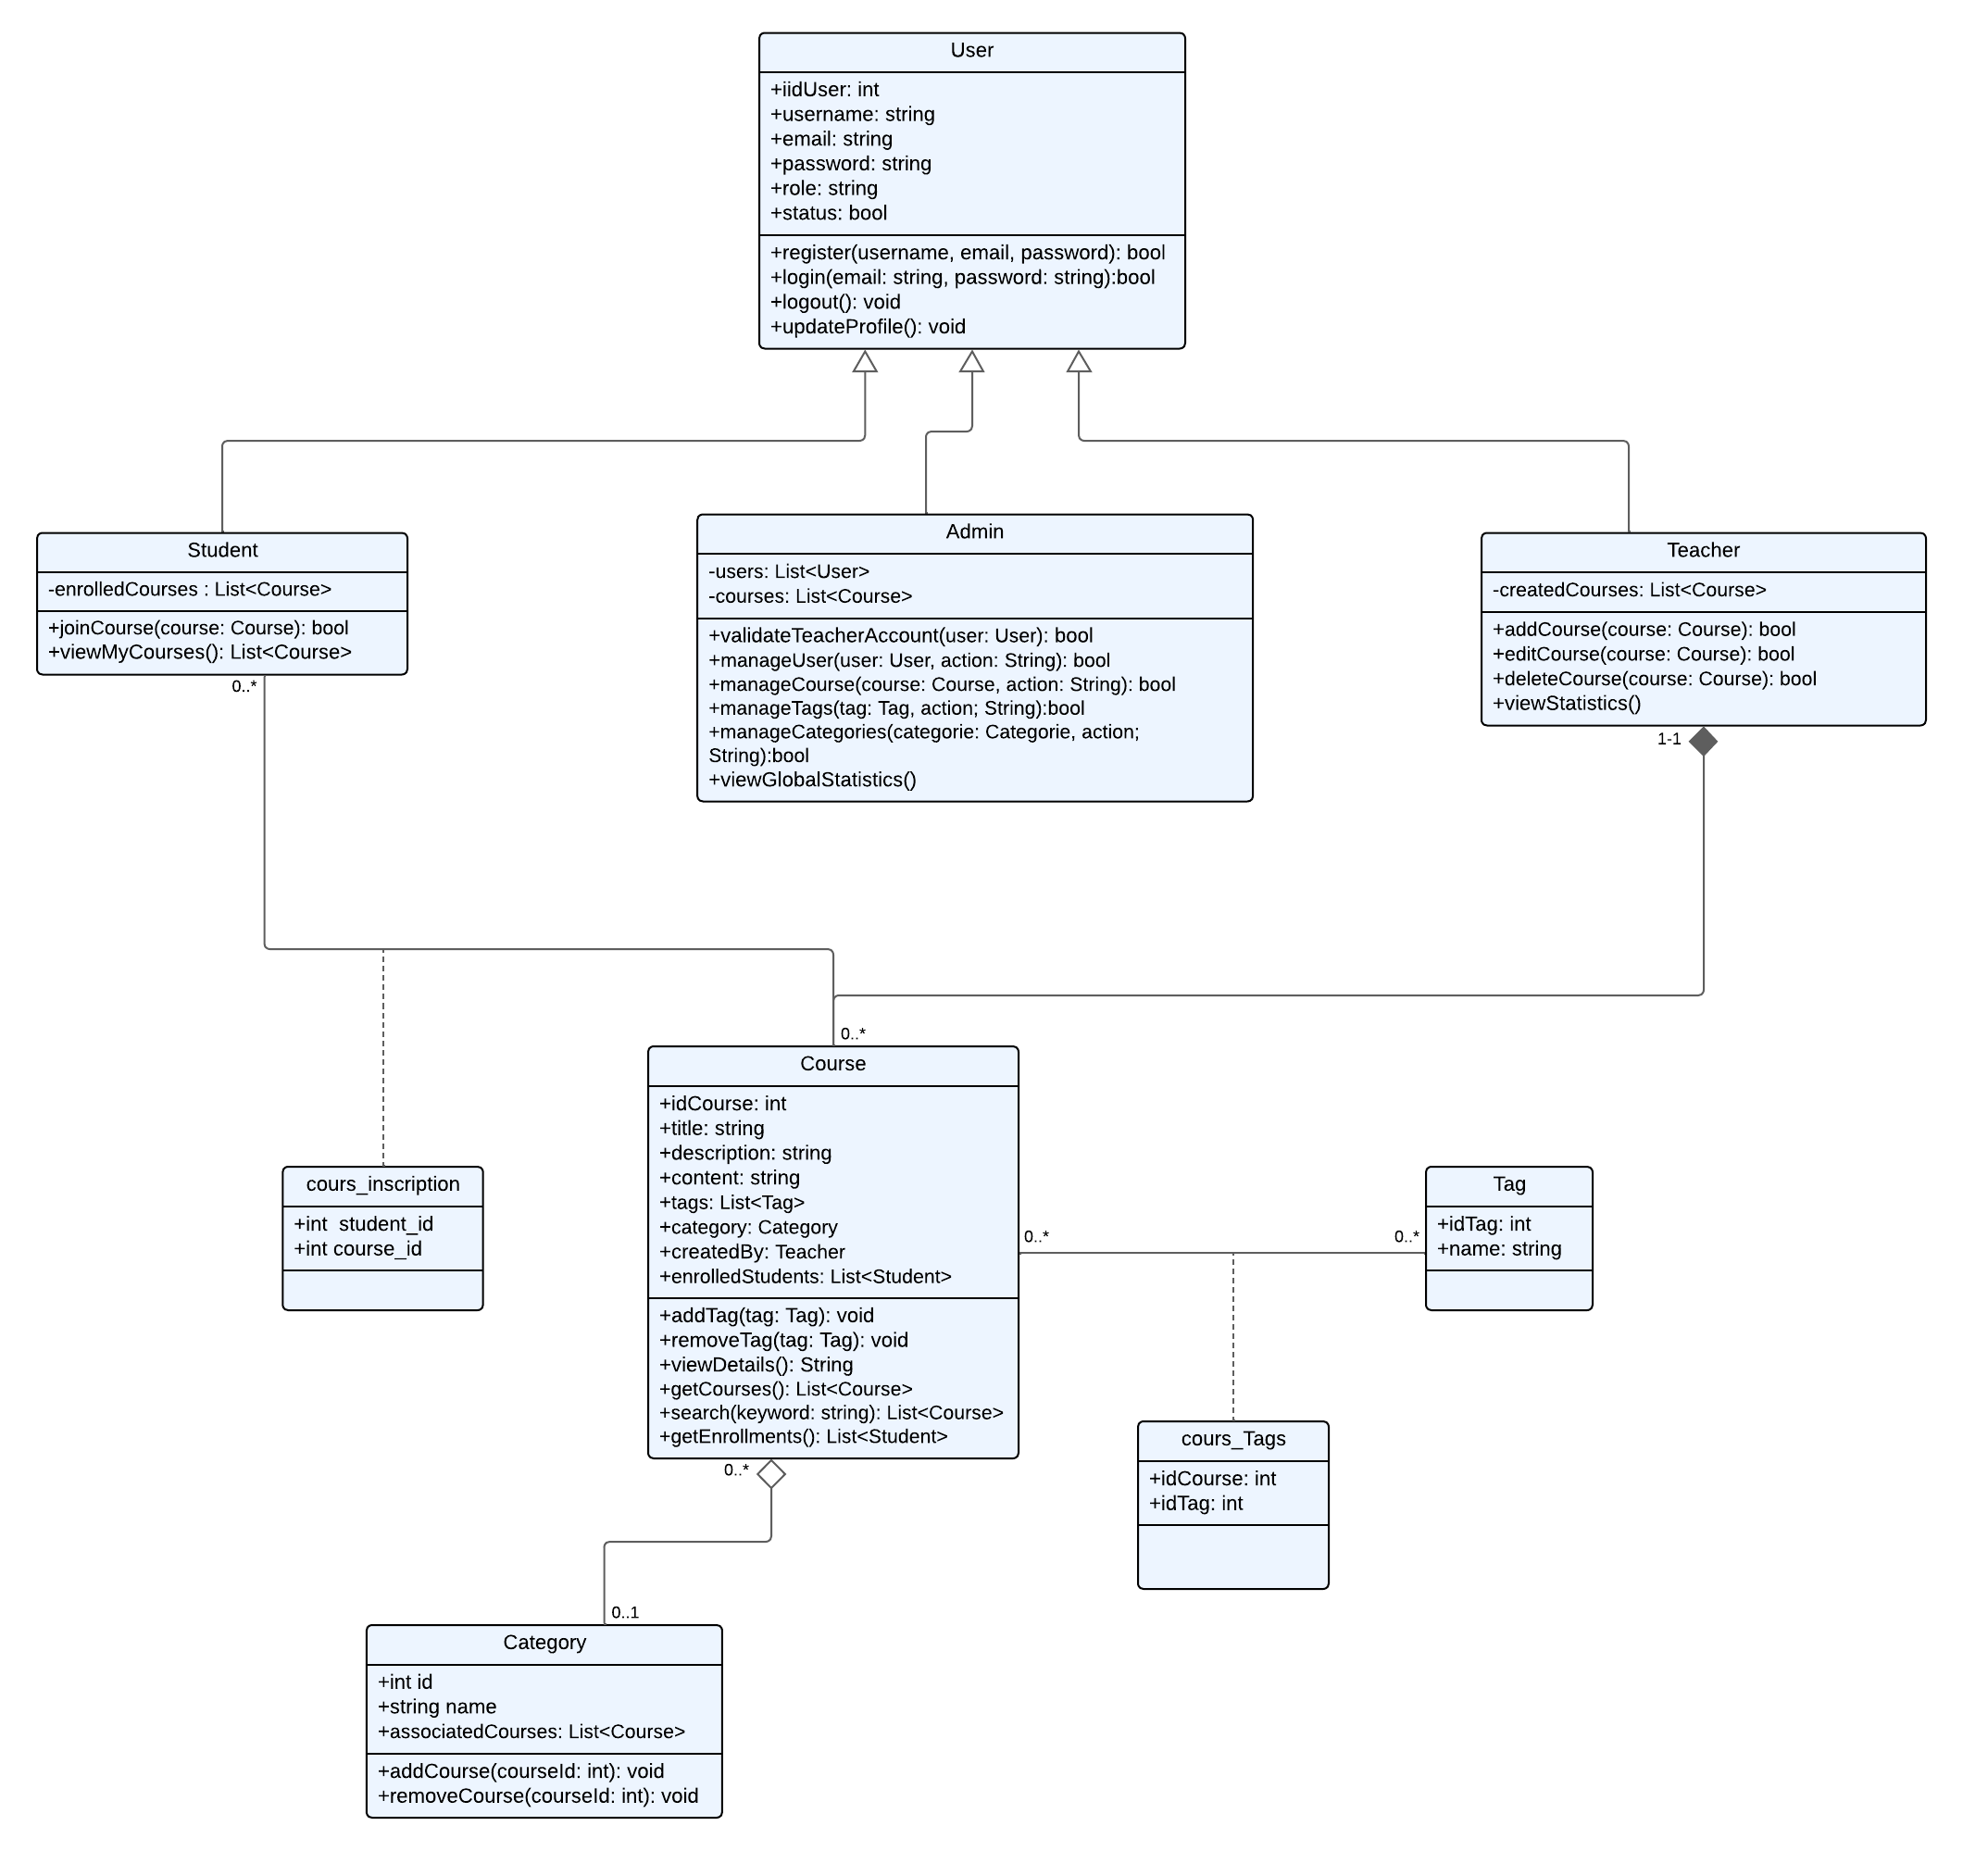 User
+iidUser: int
+username: string
+email: string
+password: string
+role: string
+status: bool
+register(username, email, password): bool
+login(email: string, password: string):bool
+logout(): void
+updateProfile(): void
Student
-enrolledCourses : List<Course>
+joinCourse(course: Course): bool
+viewMyCourses(): List<Course>
0..*
Admin
-users: List<User>
-courses: List<Course>
+validateTeacherAccount(user: User): bool
+manageUser(user: User, action: String): bool
+manageCourse(course: Course, action: String): bool
+manageTags(tag: Tag, action; String):bool
+manageCategories(categorie: Categorie, action;
String):bool
+viewGlobalStatistics()
Teacher
-createdCourses: List<Course>
+addCourse(course: Course): bool
+editCourse(course: Course): bool
+deleteCourse(course: Course): bool
+viewStatistics()
1-1
0..*
Course
+idCourse: int
+title: string
+description: string
+content: string
+tags: List<Tag>
+category: Category
+createdBy: Teacher
+enrolledStudents: List<Student>
+addTag(tag: Tag): void
+removeTag(tag: Tag): void
+viewDetails(): String
+getCourses(): List<Course>
+search(keyword: string): List<Course>
+getEnrollments(): List<Student>
cours_inscription
+int  student_id
+int course_id
0..*
0..*
Tag
+idTag: int
+name: string
cours_Tags
+idCourse: int
+idTag: int
0..*
0..1
Category
+int id
+string name
+associatedCourses: List<Course>
+addCourse(courseId: int): void
+removeCourse(courseId: int): void